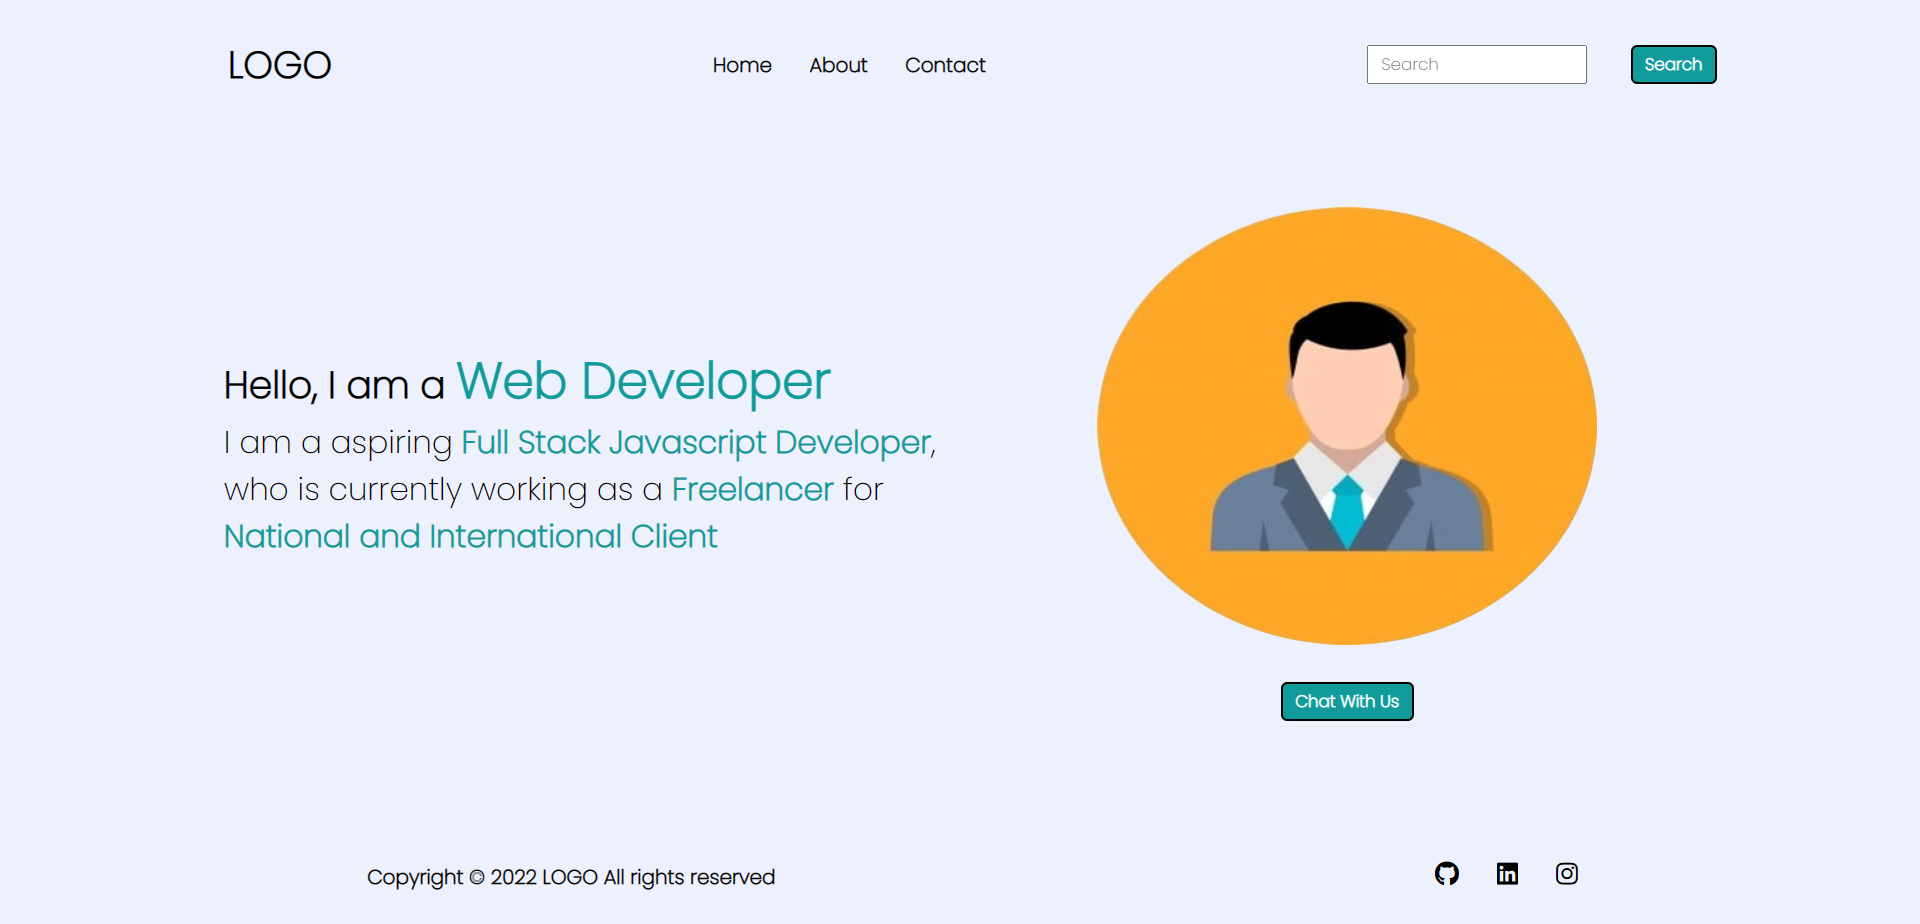 LOGO
Home About Contact
Search
Search
Hello, I am a Web Developer
I am a aspiring Full Stack Javascript Developer,
who is currently working as a Freelancer for
National and International Client
Chat With Us
Copyright © 2022 LOGO All rights reserved
in